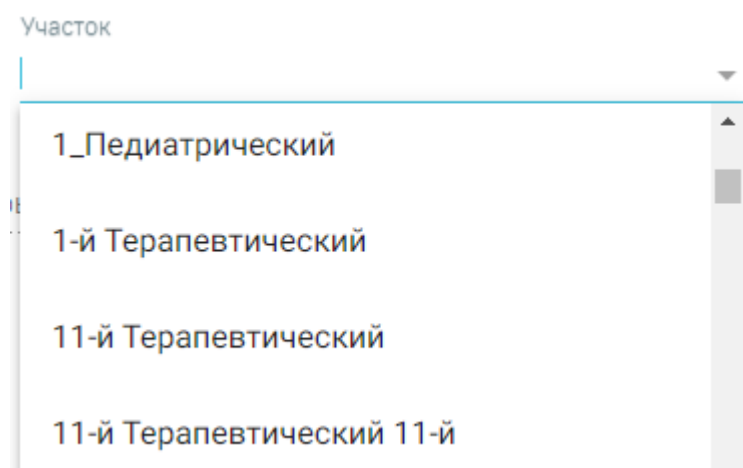 Участок
1_Педиатрический
1-й Терапевтический
11-й Терапевтический
11-й Терапевтический 11-й